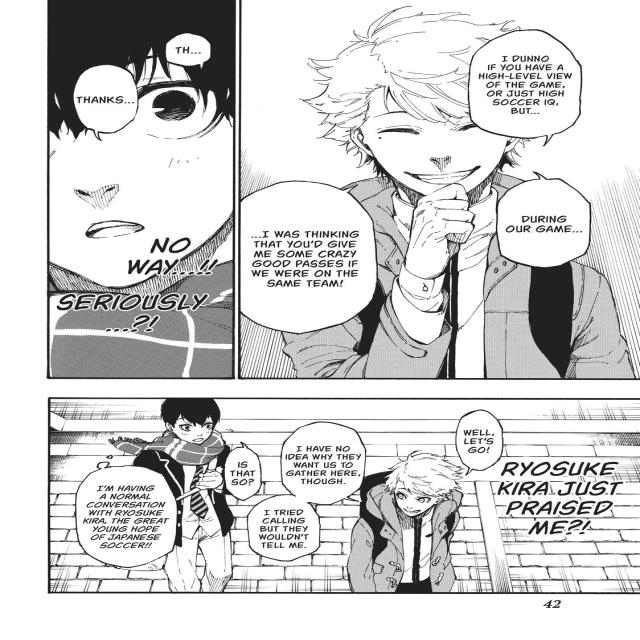 I DUNNO
IF YOU HAVE A
HIGH-LEVEL VIEW
OF THE GAME,
OR JUST HIGH
SOCCER IQ,
BUT...
DURING
OUR GAME...
...I WAS THINKING
THAT YOU'D GIVE
ME SOME CRAZY
GOOD PASSES IF
WE WERE ON THE
SAME TEAM!
TH...
THANKS...
NO
WAY...!!
SERIOUSLY
...?!
WELL,
LET'S
GO!
RYOSUKE
KIRA JUST
PRAISED
ME?!
I HAVE NO
IDEA WHY THEY
WANT US TO
GATHER HERE,
THOUGH.
I TRIED
CALLING
BUT THEY
WOULDN'T
TELL ME.
IS
THAT
SO?
I'M HAVING
A NORMAL
CONVERSATION
WITH RYOSUKE
KIRA, THE GREAT
YOUNG HOPE
OF JAPANESE
SOCCER!!
42